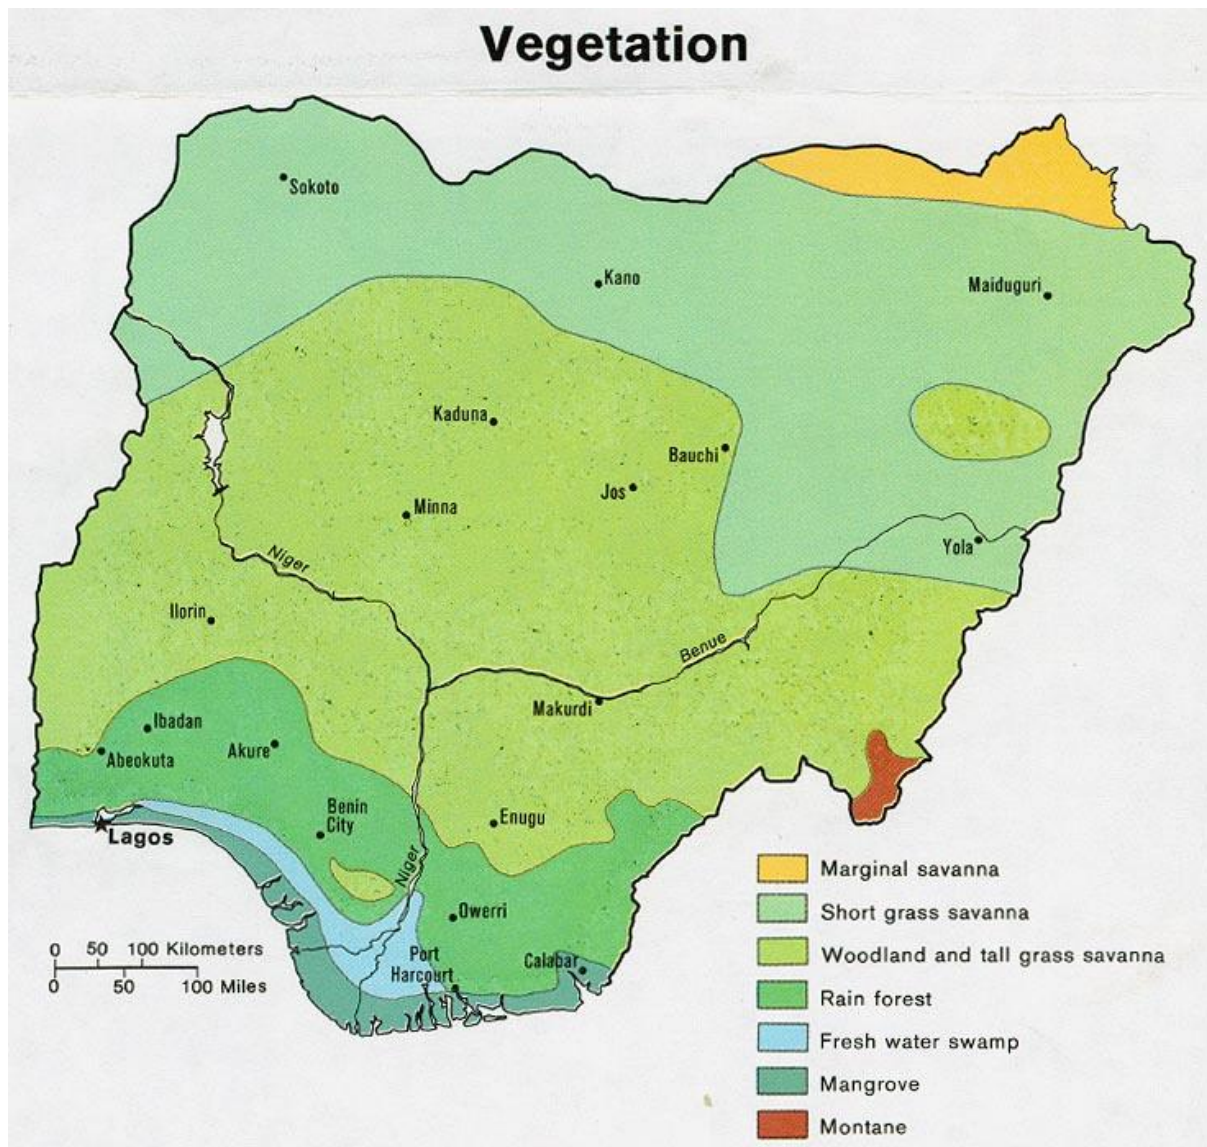 Vegetation
Sokoto
Kano
Maiduguri
Kaduna
Bauchi
Jos
Minna
Yola
Niger
Ilorin
Benue
Makurdi
Ibadan
Abeokuta
Akure
Benin
City
Enugu
Lagos
Niger
Owerri
Port
Harcourt
Calabar
0 50 100 Kilometers
0 50 100 Miles
Marginal savanna
Short grass savanna
Woodland and tall grass savanna
Rain forest
Fresh water swamp
Mangrove
Montane